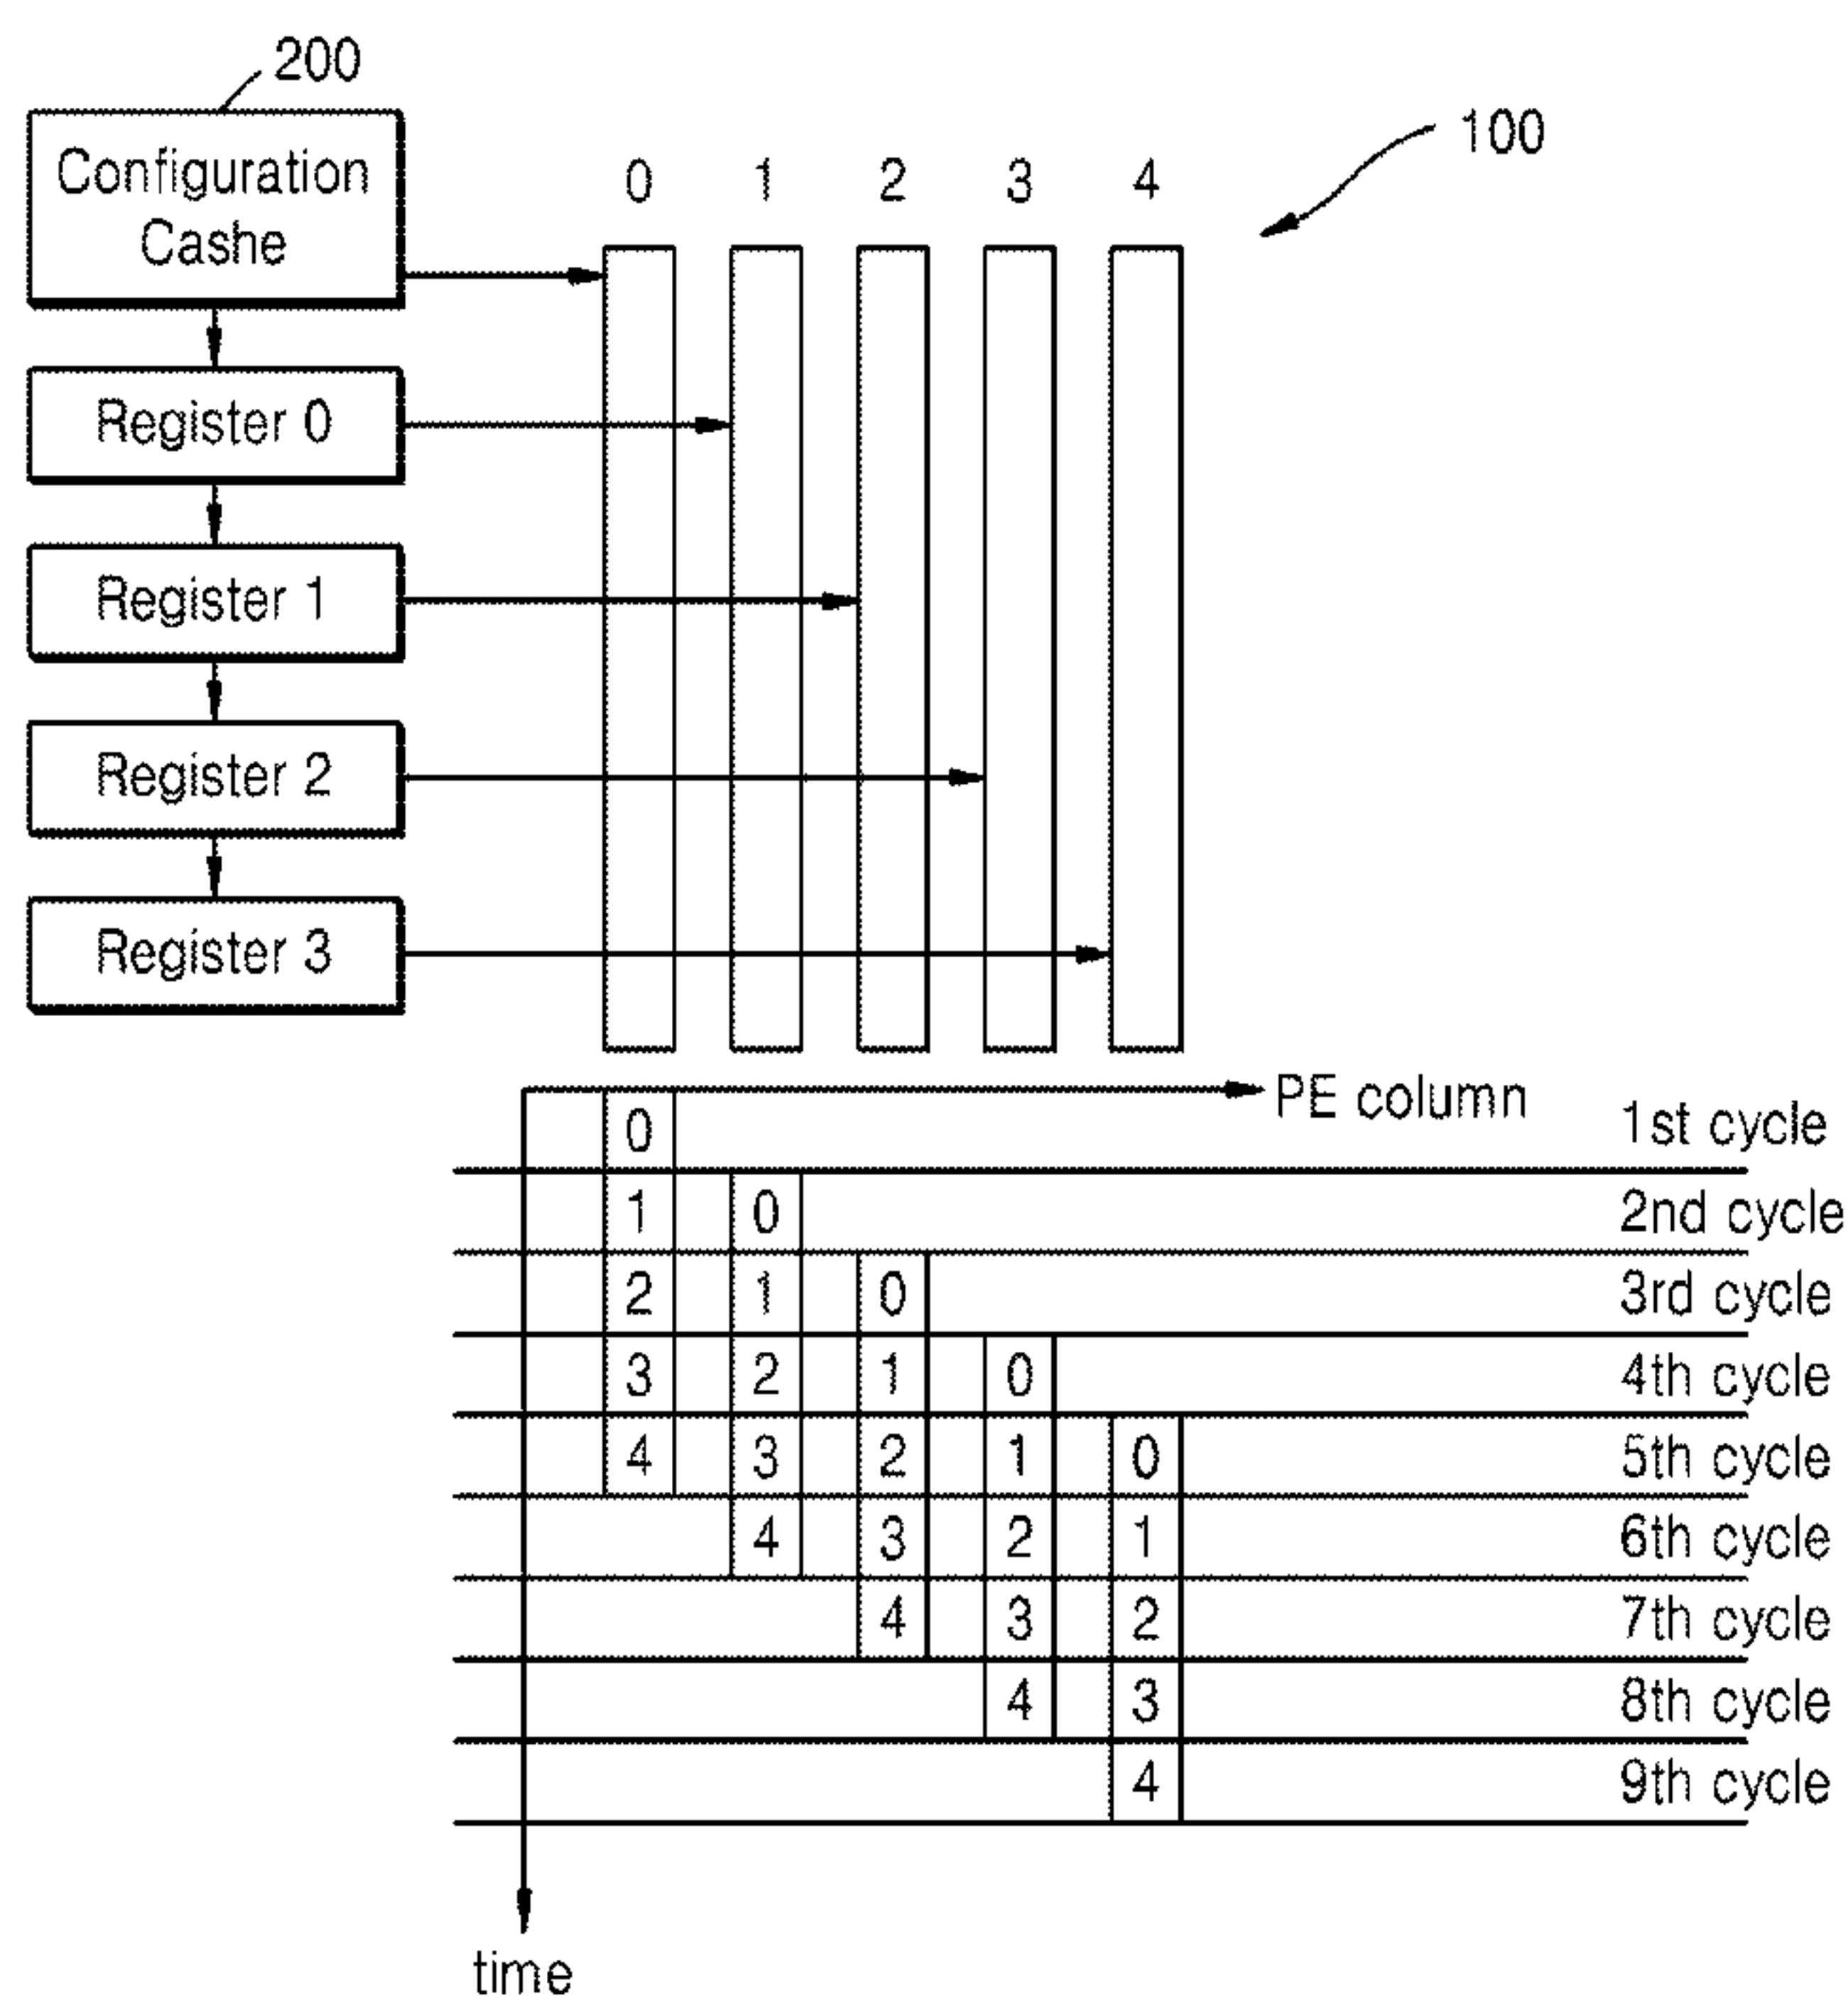 200
100
Configuration
Cashe
0 1 2 3 4
Register 0
Register 1
Register 2
Register 3
PE column
0 1st cycle
1 0 2nd cycle
2 1 0 3rd cycle
3 2 1 0 4th cycle
4 3 2 1 0 5th cycle
4 3 2 1 6th cycle
4 3 2 7th cycle
4 3 8th cycle
4 9th cycle
time